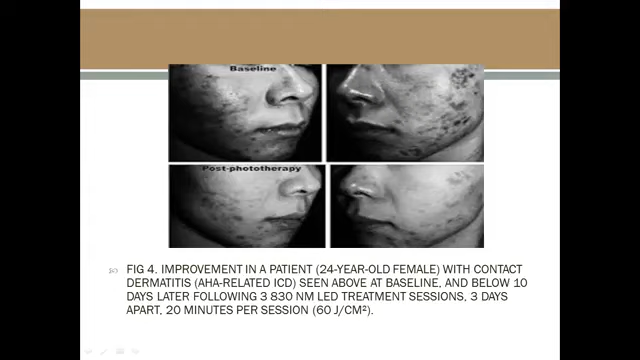 Baseline
Post-phototherapy
FIG 4. IMPROVEMENT IN A PATIENT (24-YEAR-OLD FEMALE) WITH CONTACT
DERMATITIS (AHA-RELATED ICD) SEEN ABOVE AT BASELINE, AND BELOW 10
DAYS LATER FOLLOWING 3 830 NM LED TREATMENT SESSIONS, 3 DAYS
APART, 20 MINUTES PER SESSION (60 J/CM²).